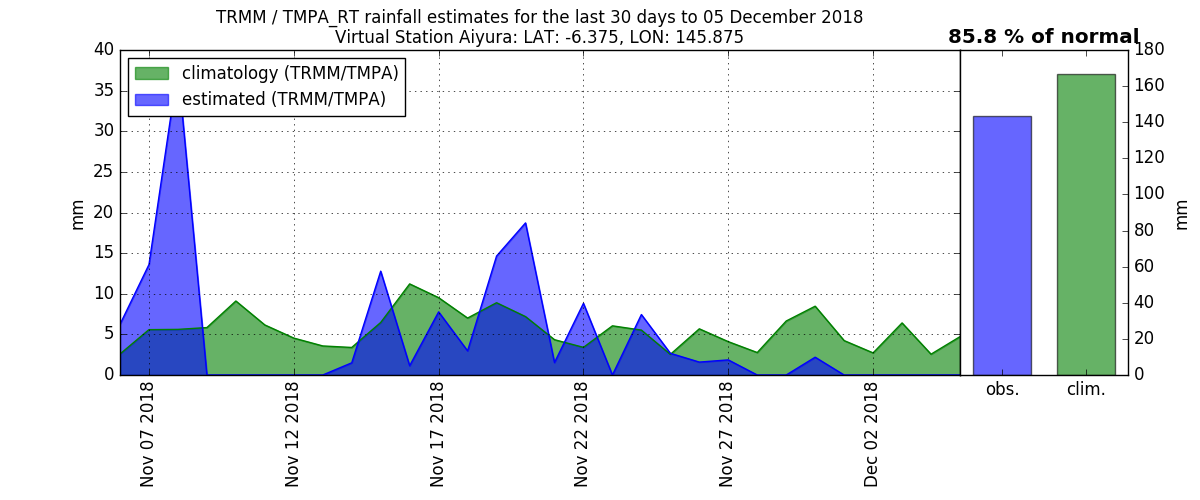 TRMM / TMPA_RT rainfall estimates for the last 30 days to 05 December 2018
Virtual Station Aiyura: LAT: -6.375, LON: 145.875
85.8 % of normal
climatology (TRMM/TMPA)
estimated (TRMM/TMPA)
mm
40
35
30
25
20
15
10
5
0
Nov 07 2018
Nov 12 2018
Nov 17 2018
Nov 22 2018
Nov 27 2018
Dec 02 2018
obs.
clim.
180
160
140
120
100
80
60
40
20
0
mm